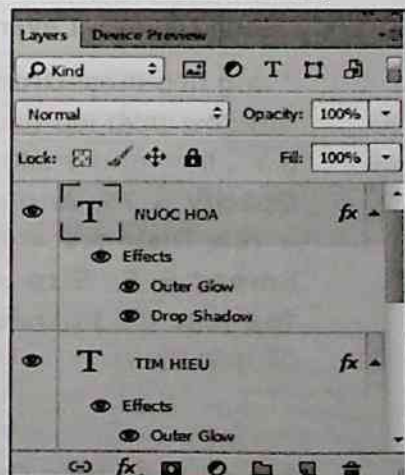 Layers Device Preview
Kind T
Normal Opacity: 100%
Lock: Fill: 100%
T NUOC HOA fx
Effects
Outer Glow
Drop Shadow
T TIM HIEU fx
Effects
Outer Glow
fx